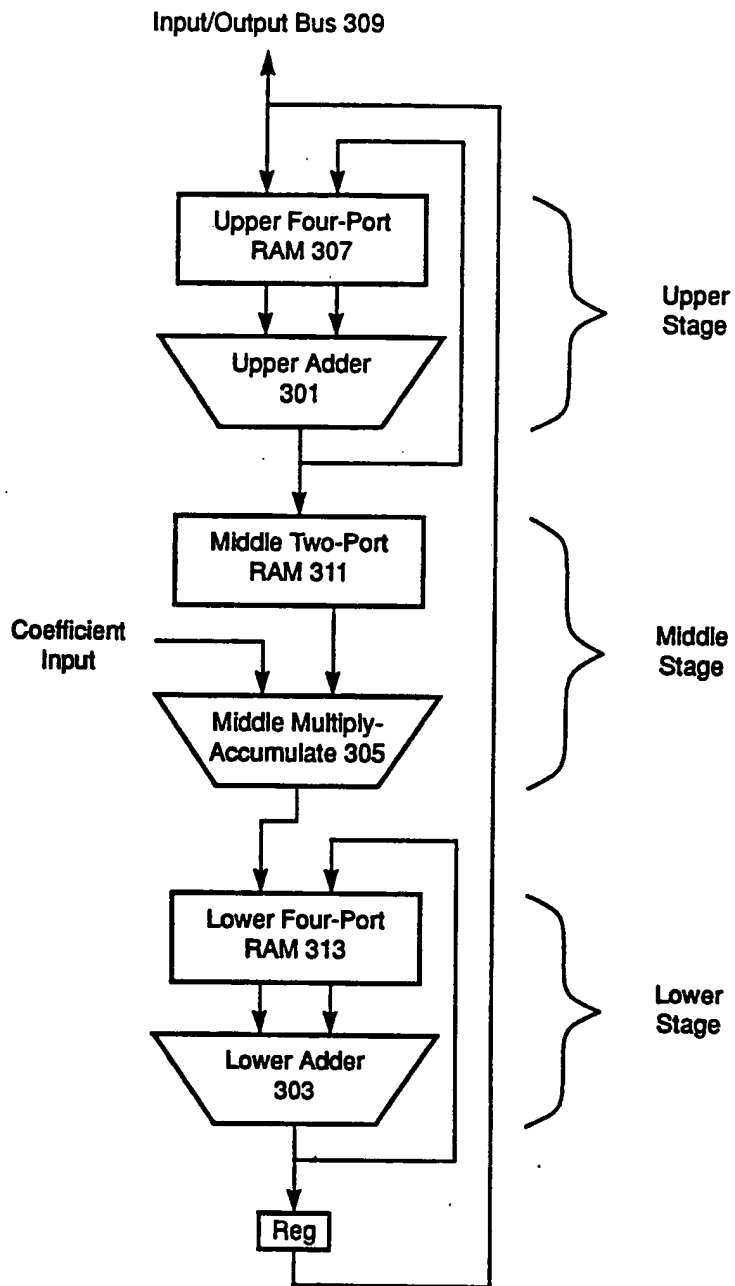 Input/Output Bus 309
Upper Four-Port
RAM 307
Upper
Stage
Upper Adder
301
Middle Two-Port
RAM 311
Coefficient
Input
Middle
Stage
Middle Multiply-
Accumulate 305
Lower Four-Port
RAM 313
Lower
Stage
Lower Adder
303
Reg